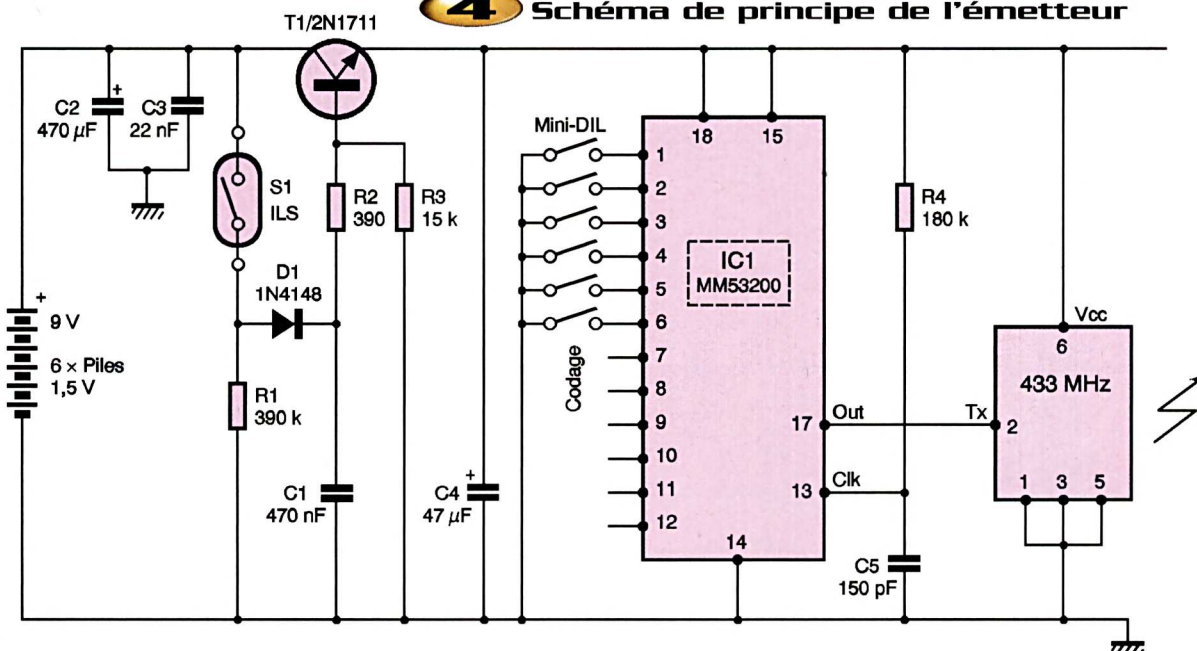 4 Schéma de principe de l'émetteur
T1/2N1711
C2
470 µF
+
C3
22 nF
S1
ILS
R2
390
R3
15 k
D1
1N4148
+
9 V
6 × Piles
1,5 V
R1
390 k
C1
470 nF
C4
47 µF
+
Mini-DIL
Codage
1
2
3
4
5
6
7
8
9
10
11
12
18
15
IC1
MM53200
17
Out
13
Clk
14
R4
180 k
C5
150 pF
Tx
2
Vcc
6
433 MHz
1 3 5